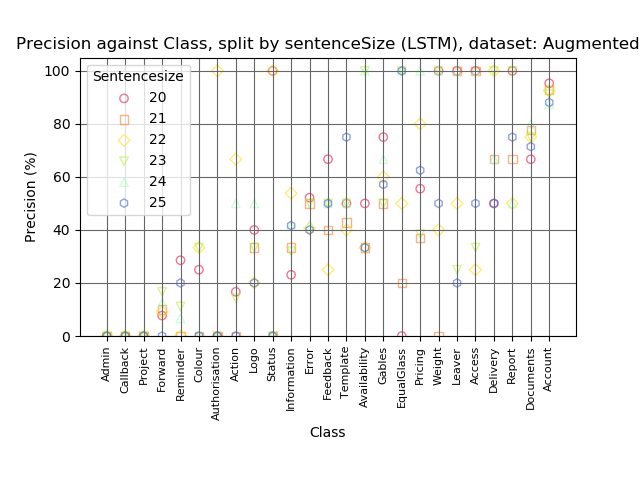 Precision against Class, split by sentenceSize (LSTM), dataset: Augmented
Precision (%)
100
80
60
40
20
0
Sentencesize
20
21
22
23
24
25
Admin
Callback
Project
Forward
Reminder
Colour
Authorisation
Action
Logo
Status
Information
Error
Feedback
Template
Availability
Gables
EqualGlass
Pricing
Weight
Leaver
Access
Delivery
Report
Documents
Account
Class